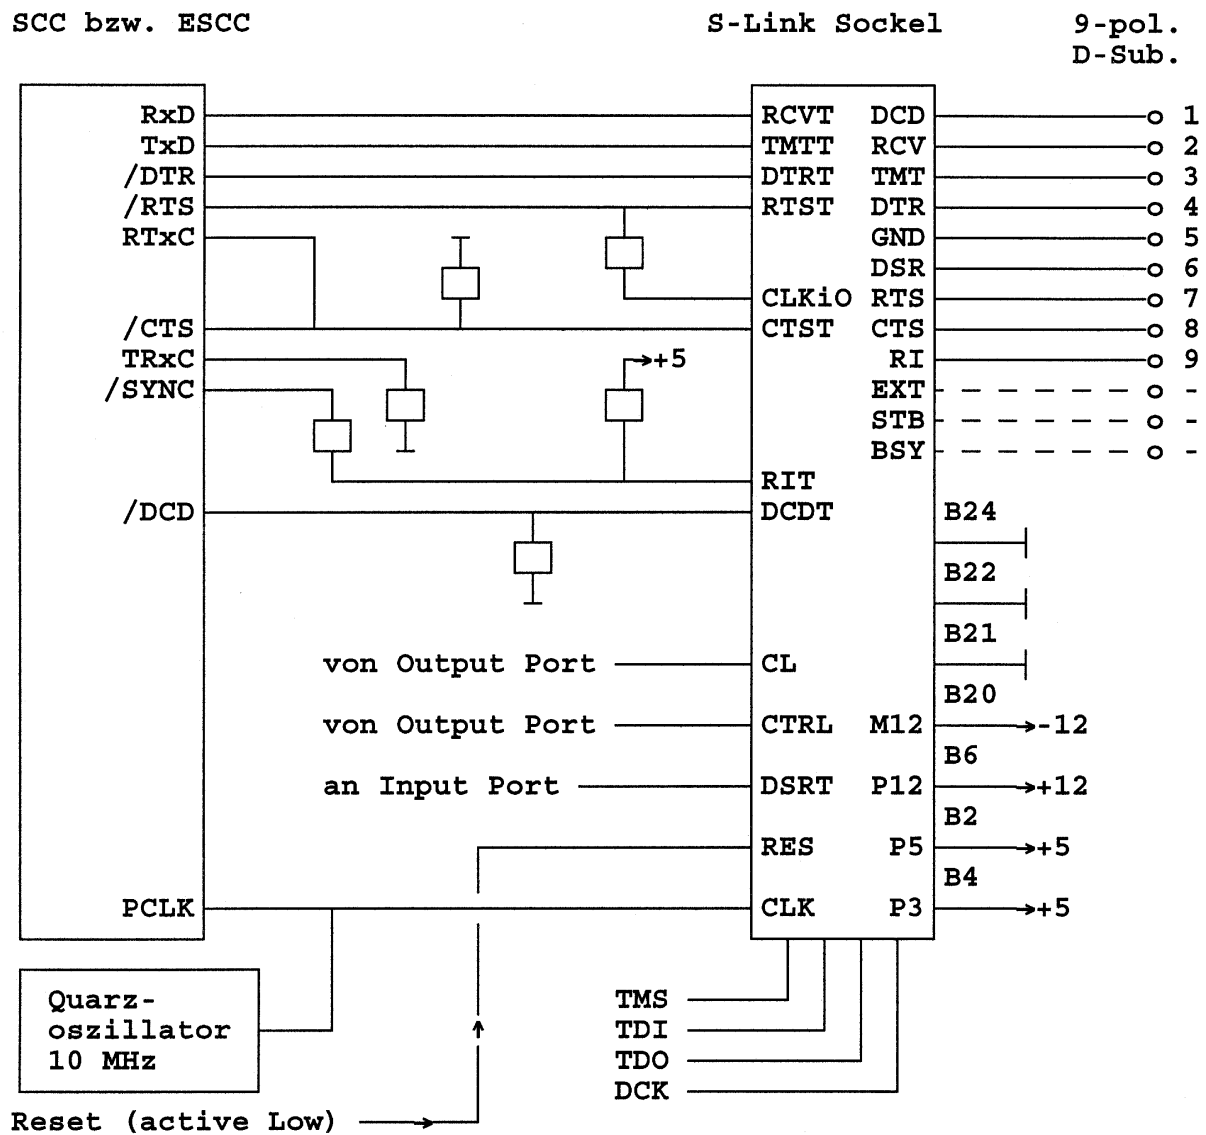 SCC bzw. ESCC S-Link Sockel 9-pol.
D-Sub.
RxD RCVT DCD 1
TxD TMTT RCV 2
/DTR DTRT TMT 3
/RTS RTST DTR 4
RTxC GND 5
DSR 6
CLKiO RTS 7
/CTS CTST CTS 8
TRxC +5 RI 9
/SYNC EXT -
STB -
BSY -
RIT
/DCD DCDT B24
B22
B21
von Output Port CL
B20
von Output Port CTRL M12 -12
B6
an Input Port DSRT P12 +12
B2
RES P5 +5
B4
PCLK CLK P3 +5
Quarz- TMS
oszillator TDI
10 MHz TDO
DCK
Reset (active Low)